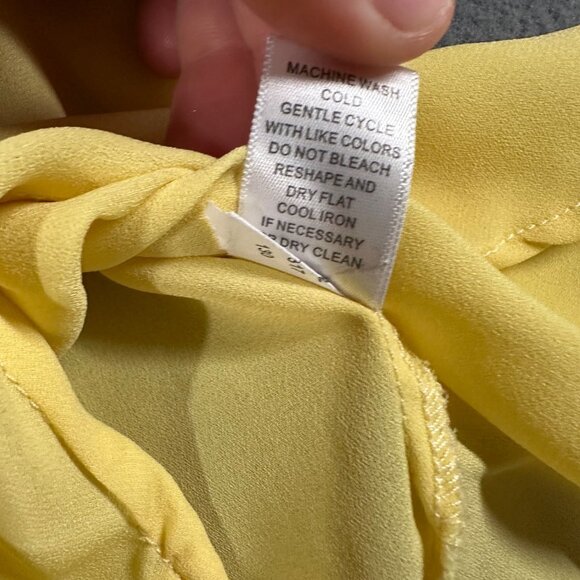 MACHINE WASH
COLD
GENTLE CYCLE
WITH LIKE COLORS
DO NOT BLEACH
RESHAPE AND
DRY FLAT
COOL IRON
IF NECESSARY
DRY CLEAN